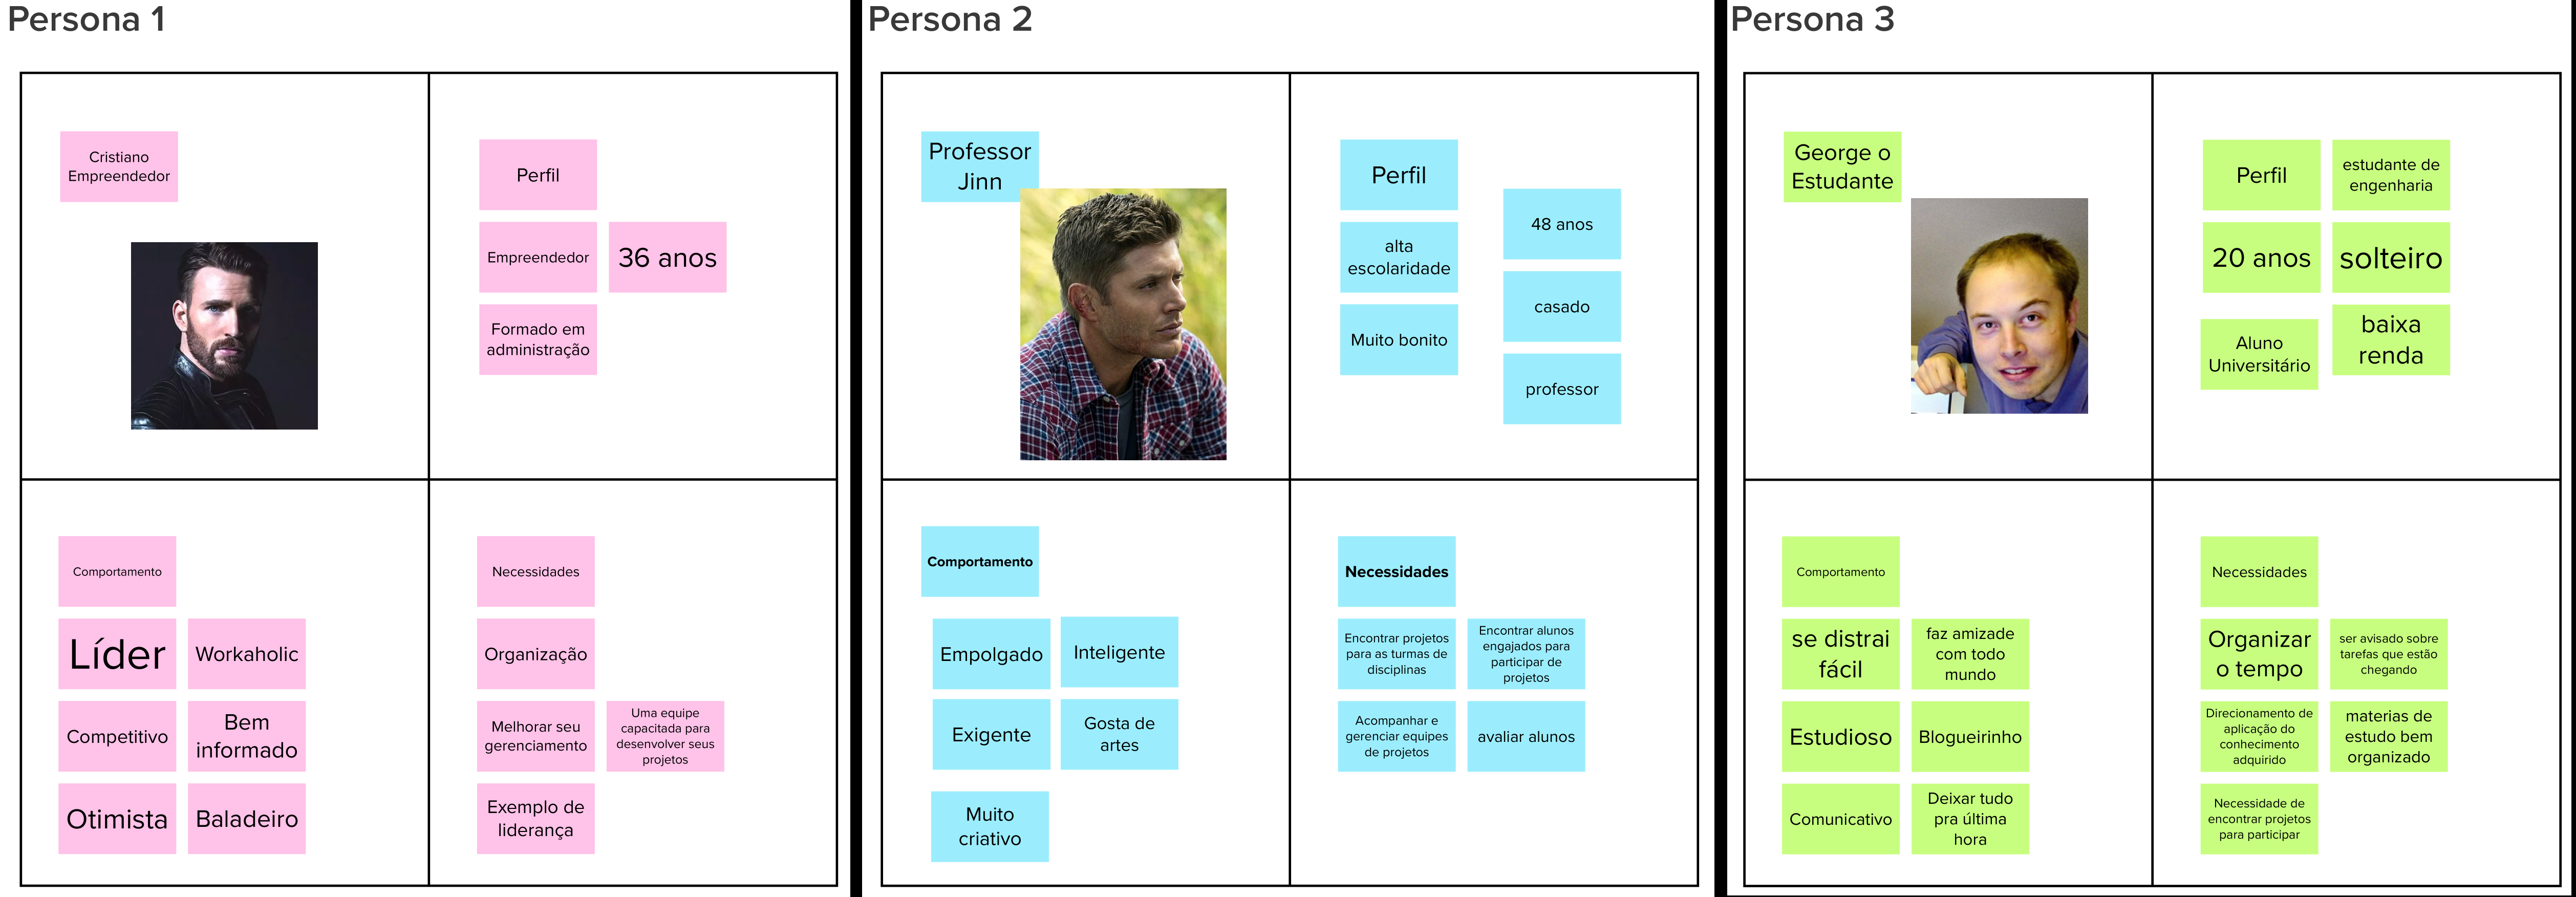 Persona 1
Cristiano
Empreendedor
Perfil
Empreendedor
36 anos
Formado em
administração
Comportamento
Líder
Workaholic
Competitivo
Bem
informado
Otimista
Baladeiro
Necessidades
Organização
Melhorar seu
gerenciamento
Uma equipe
capacitada para
desenvolver seus
projetos
Exemplo de
liderança
Persona 2
Professor
Jinn
Perfil
48 anos
alta
escolaridade
casado
Muito bonito
professor
Comportamento
Empolgado
Inteligente
Exigente
Gosta de
artes
Muito
criativo
Necessidades
Encontrar projetos
para as turmas de
disciplinas
Encontrar alunos
engajados para
participar de
projetos
Acompanhar e
gerenciar equipes
de projetos
avaliar alunos
Persona 3
George o
Estudante
Perfil
estudante de
engenharia
20 anos
solteiro
Aluno
Universitário
baixa
renda
Comportamento
se distrai
fácil
faz amizade
com todo
mundo
Estudioso
Blogueirinho
Comunicativo
Deixar tudo
pra última
hora
Necessidades
Organizar
o tempo
ser avisado sobre
tarefas que estão
chegando
Direcionamento de
aplicação do
conhecimento
adquirido
materias de
estudo bem
organizado
Necessidade de
encontrar projetos
para participar